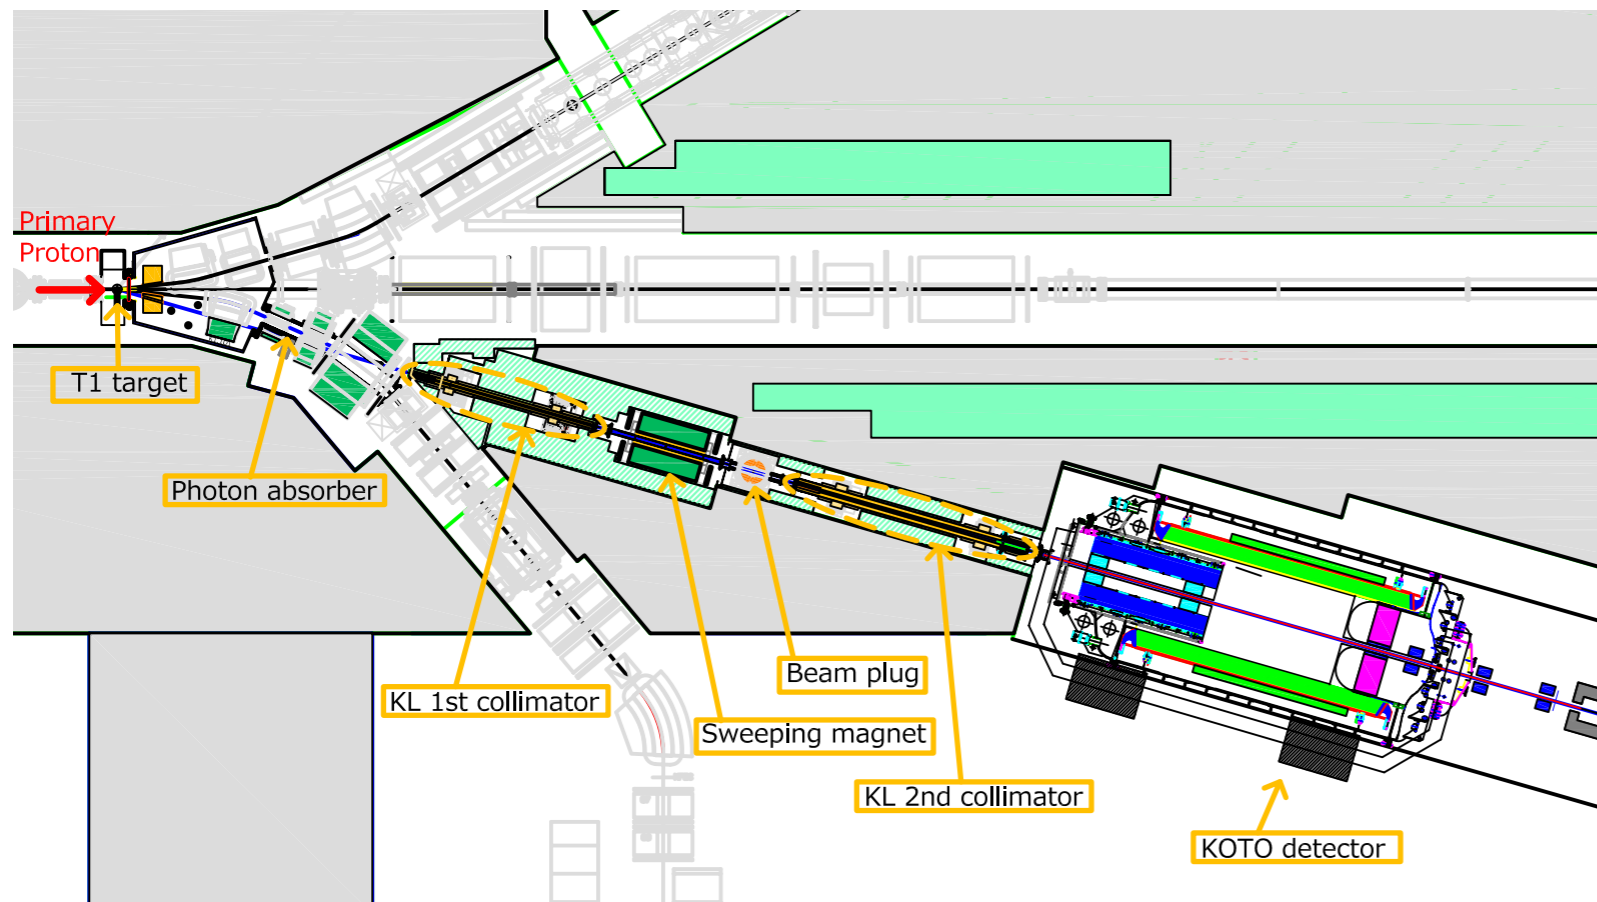 Primary
Proton
T1 target
Photon absorber
KL 1st collimator
Beam plug
Sweeping magnet
KL 2nd collimator
KOTO detector